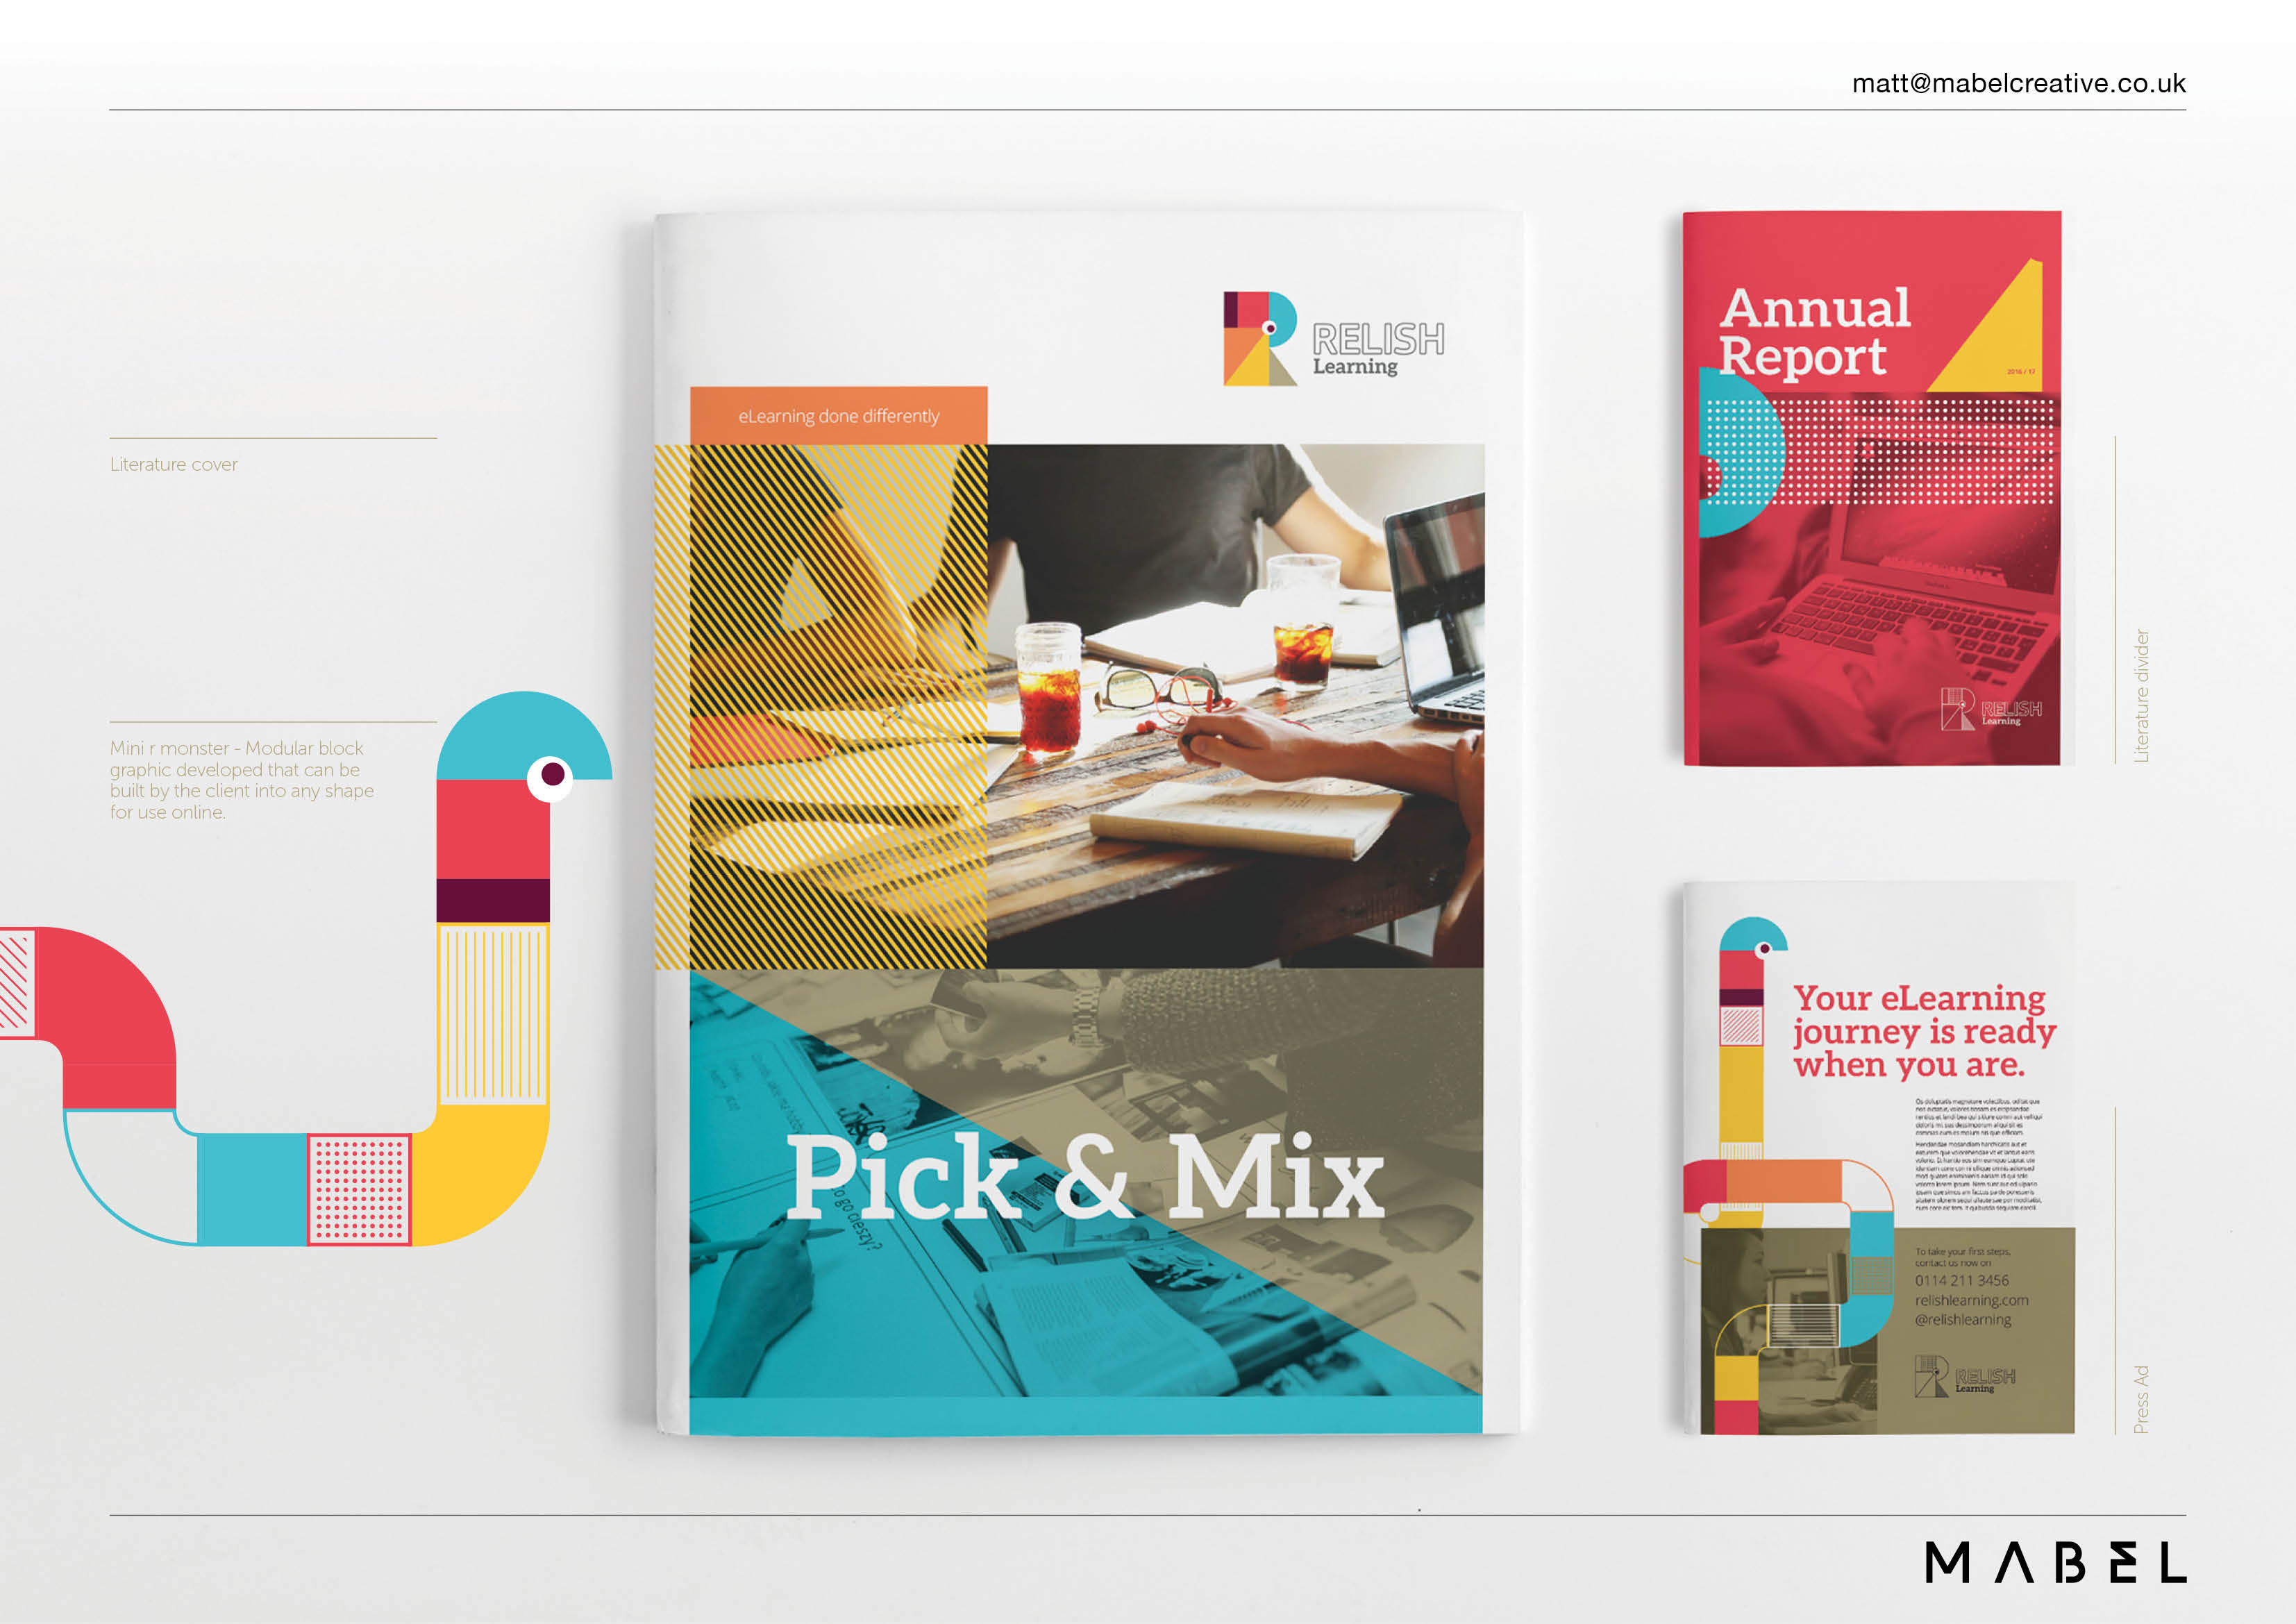 matt@mabelcreative.co.uk
Literature cover
Mini r monster - Modular block
graphic developed that can be
built by the client into any shape
for use online.
RELISH
Learning
eLearning done differently
Pick & Mix
to go cieszy?
Annual
Report
2016 / 17
RELISH
Learning
Literature divider
Your eLearning
journey is ready
when you are.
To take your first steps,
contact us now on
0114 211 3456
relishlearning.com
@relishlearning
RELISH
Learning
Press Ad
MABEL